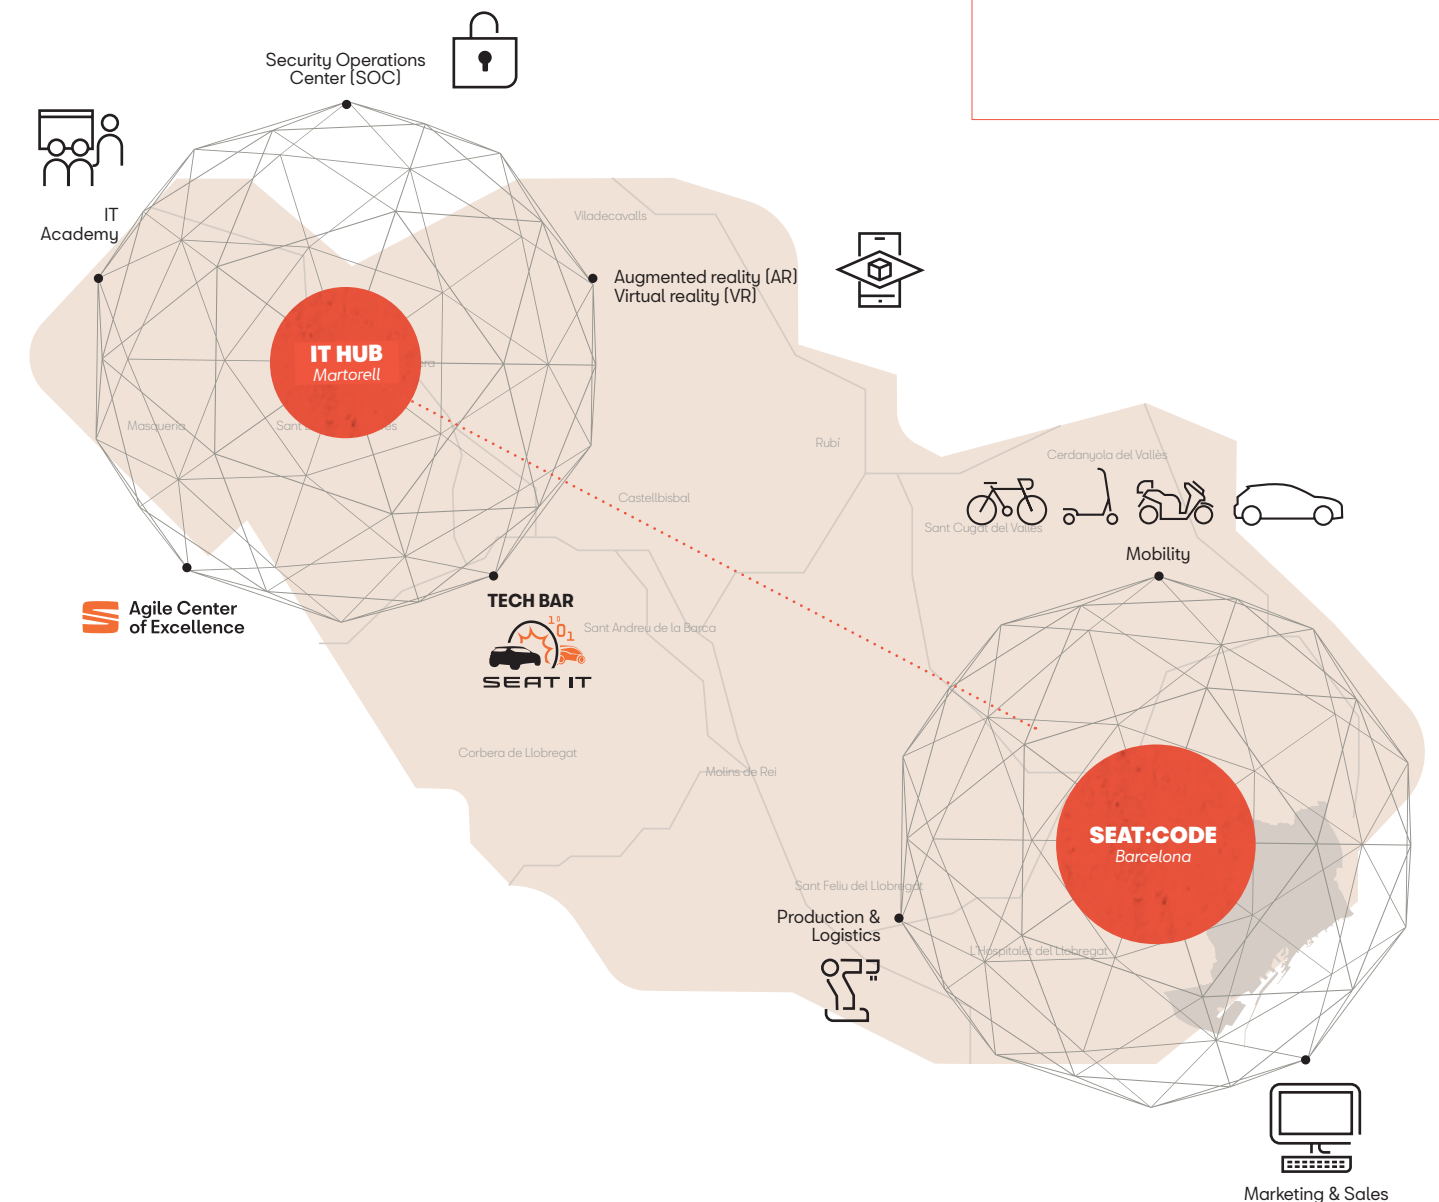 Security Operations
Center (SOC)
IT
Academy
Viladecavalls
Augmented reality (AR)
Virtual reality (VR)
IT HUB
Martorell
Masquefa
Sant
Rubí
Cerdanyola del Vallès
Castellbisbal
Sant Cugat del Vallès
Mobility
Agile Center
of Excellence
TECH BAR
Sant Andreu de la Barca
SEAT IT
Corbera de Llobregat
Molins de Rei
SEAT:CODE
Barcelona
Sant Feliu del Llobregat
Production &
Logistics
L'Hospitalet del Llobregat
Marketing & Sales